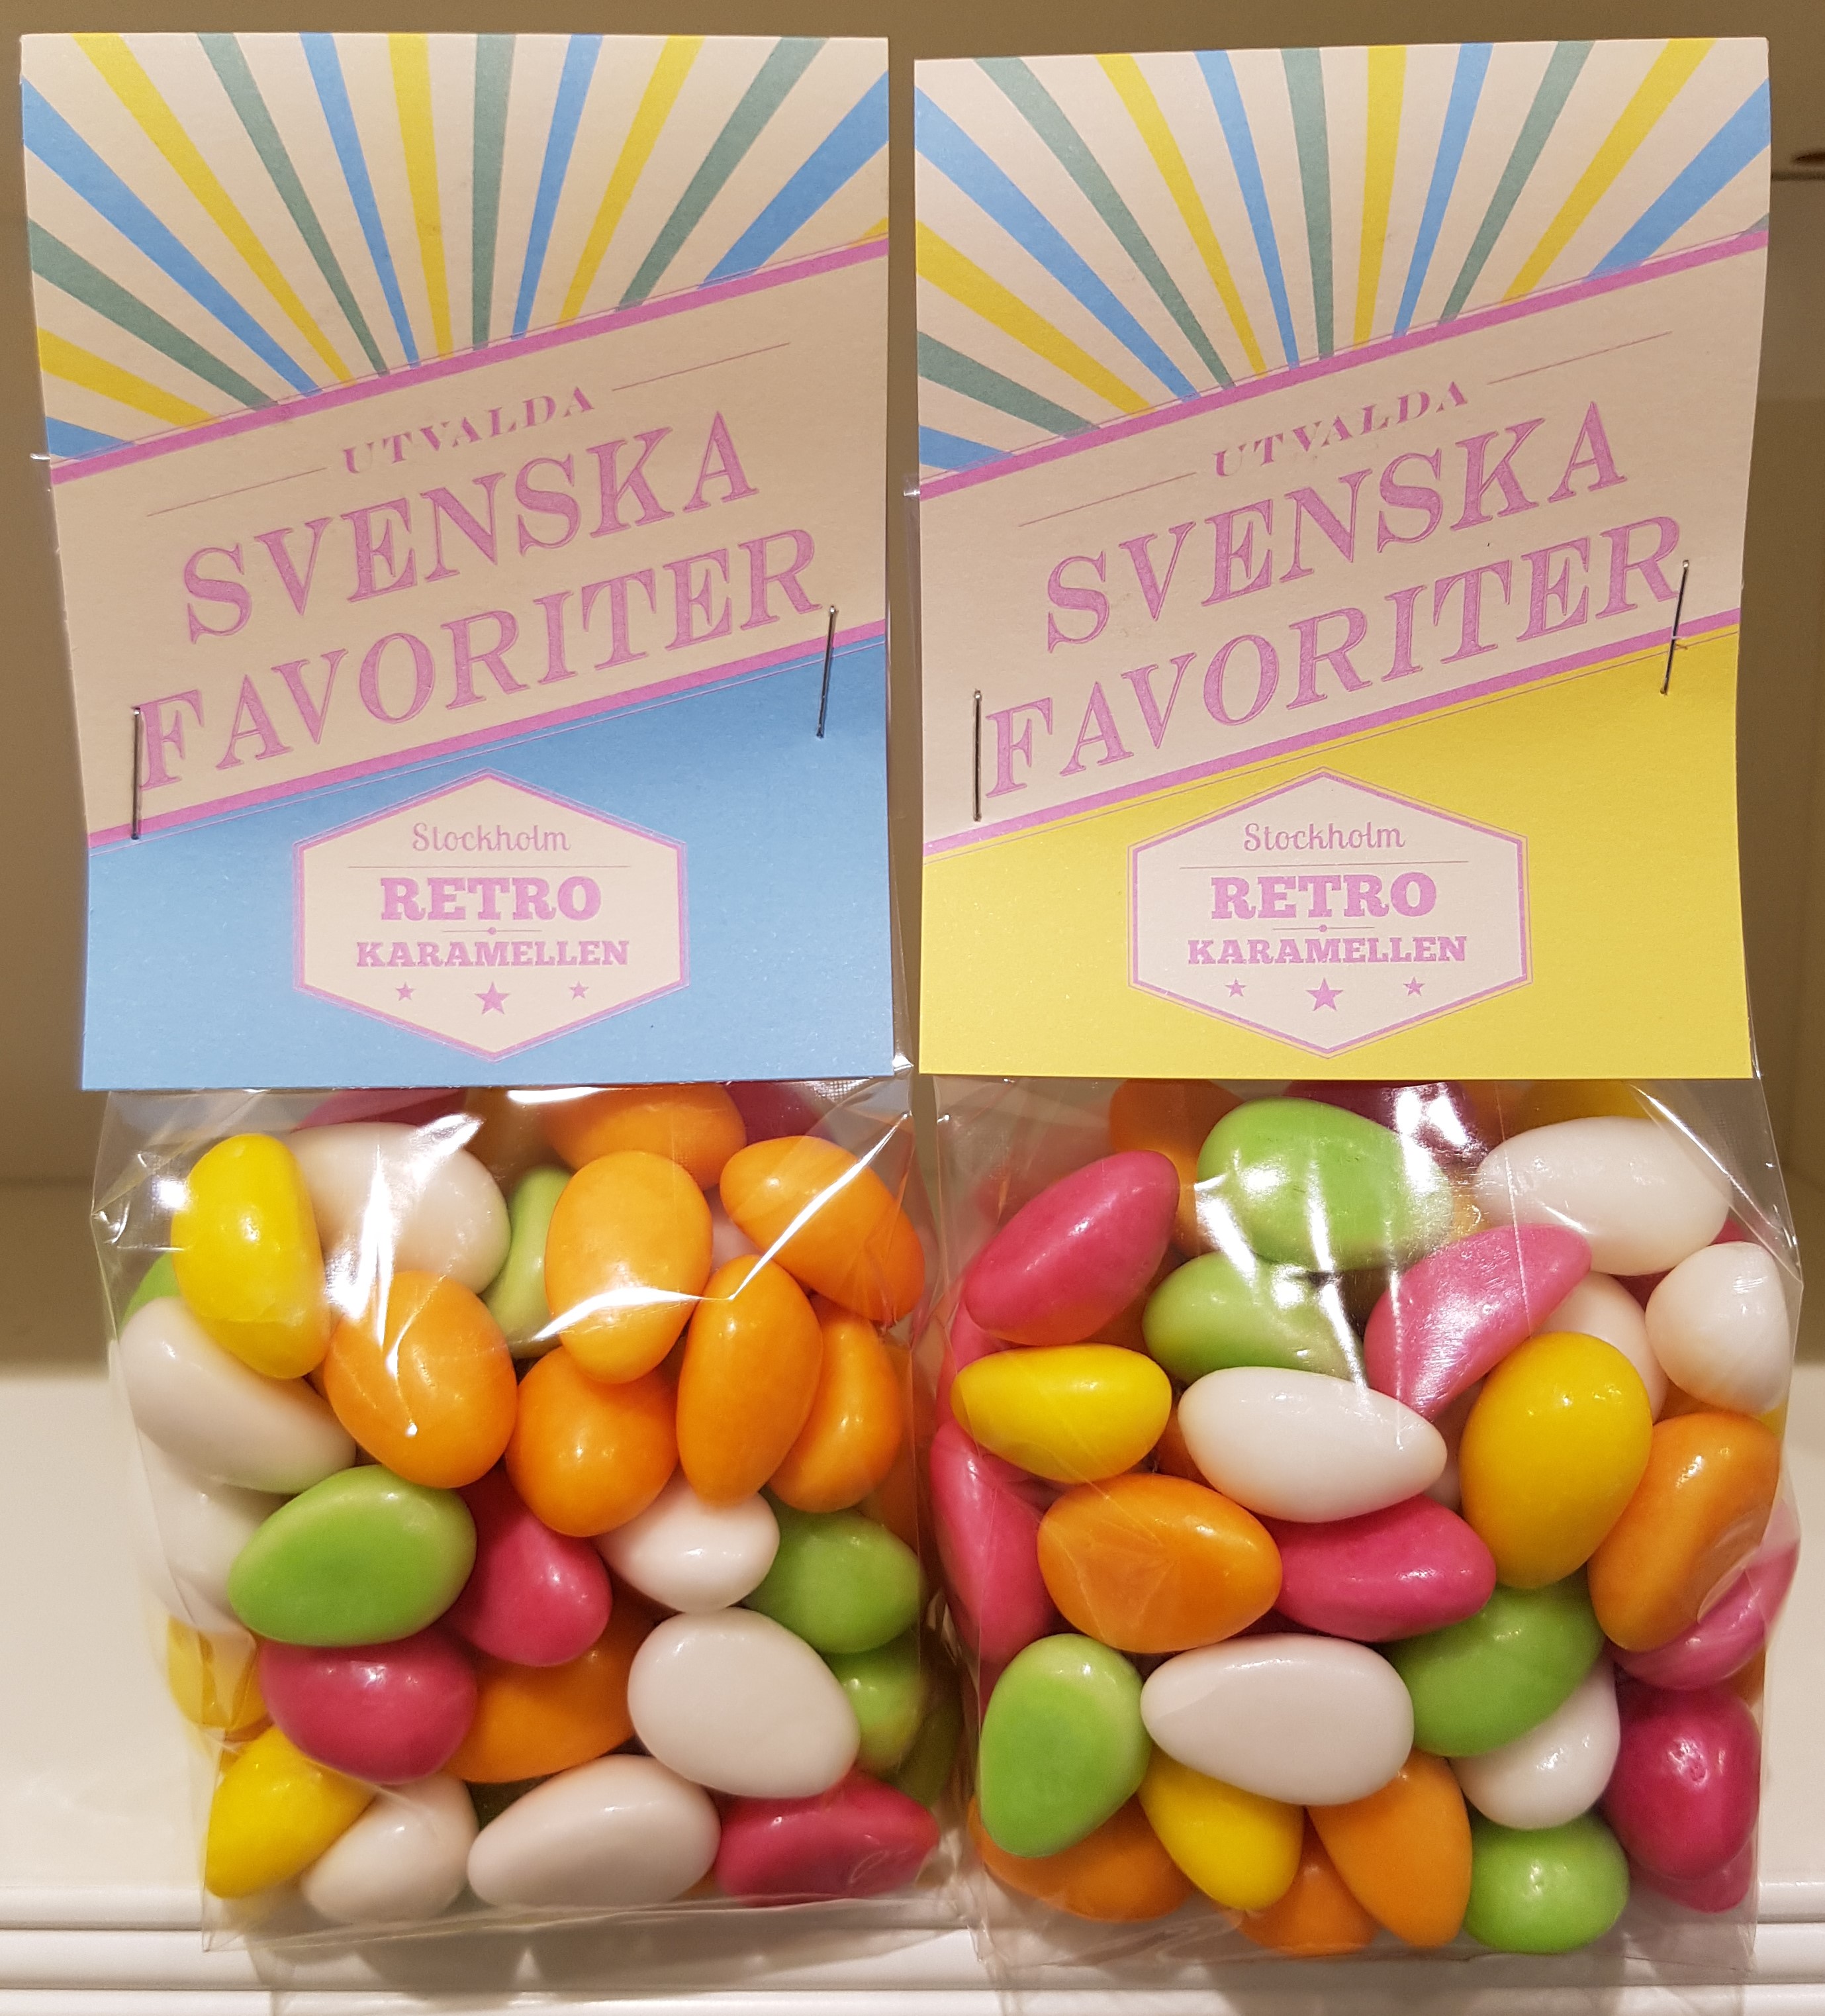 UTVALDA
SVENSKA
FAVORITER
Stockholm
RETRO
KARAMELLEN
UTVALDA
SVENSKA
FAVORITER
Stockholm
RETRO
KARAMELLEN